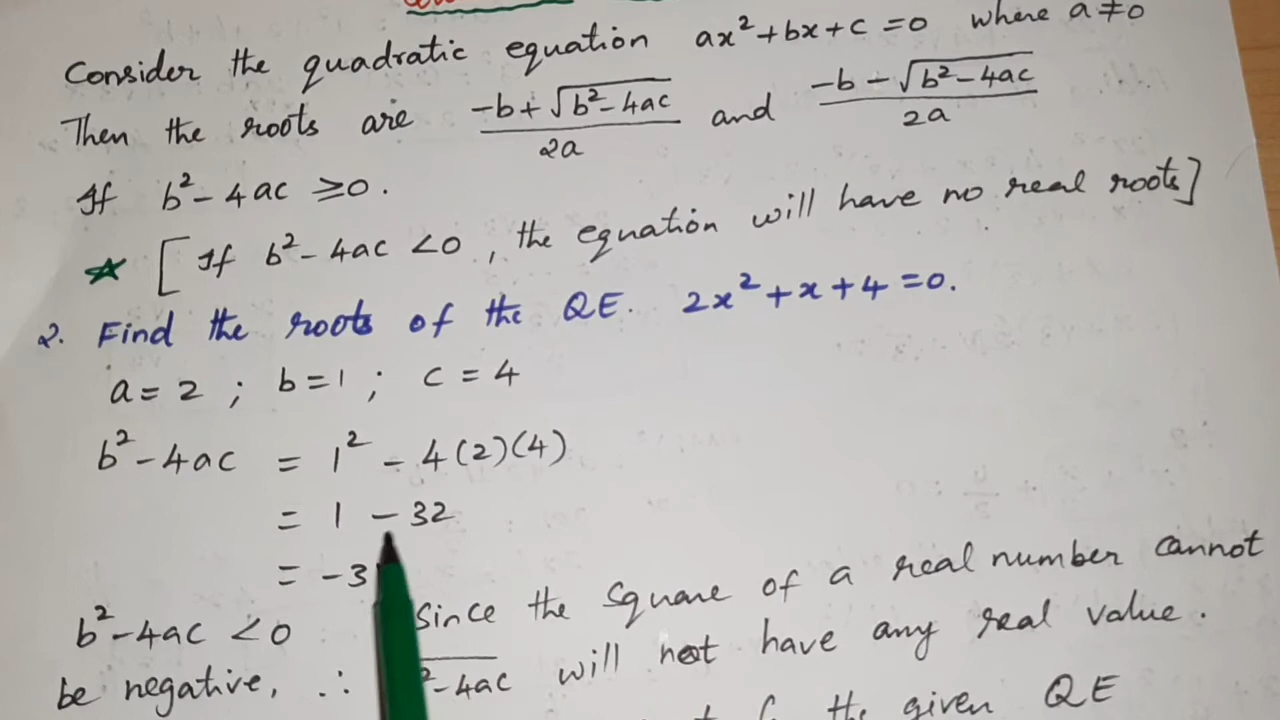 Consider the quadratic equation ax²+bx+c=0 where a≠0
Then the roots are (-b+√(b²-4ac))/2a and (-b-√(b²-4ac))/2a
If b²-4ac ≥0.
[If b²-4ac <0, the equation will have no real roots]
2. Find the roots of the QE. 2x²+x+4=0.
a=2; b=1; c=4
b²-4ac = 1²-4(2)(4)
= 1-32
= -3
b²-4ac <0 Since the square of a real number cannot
be negative, ∴ -4ac will not have any real value.
the given QE